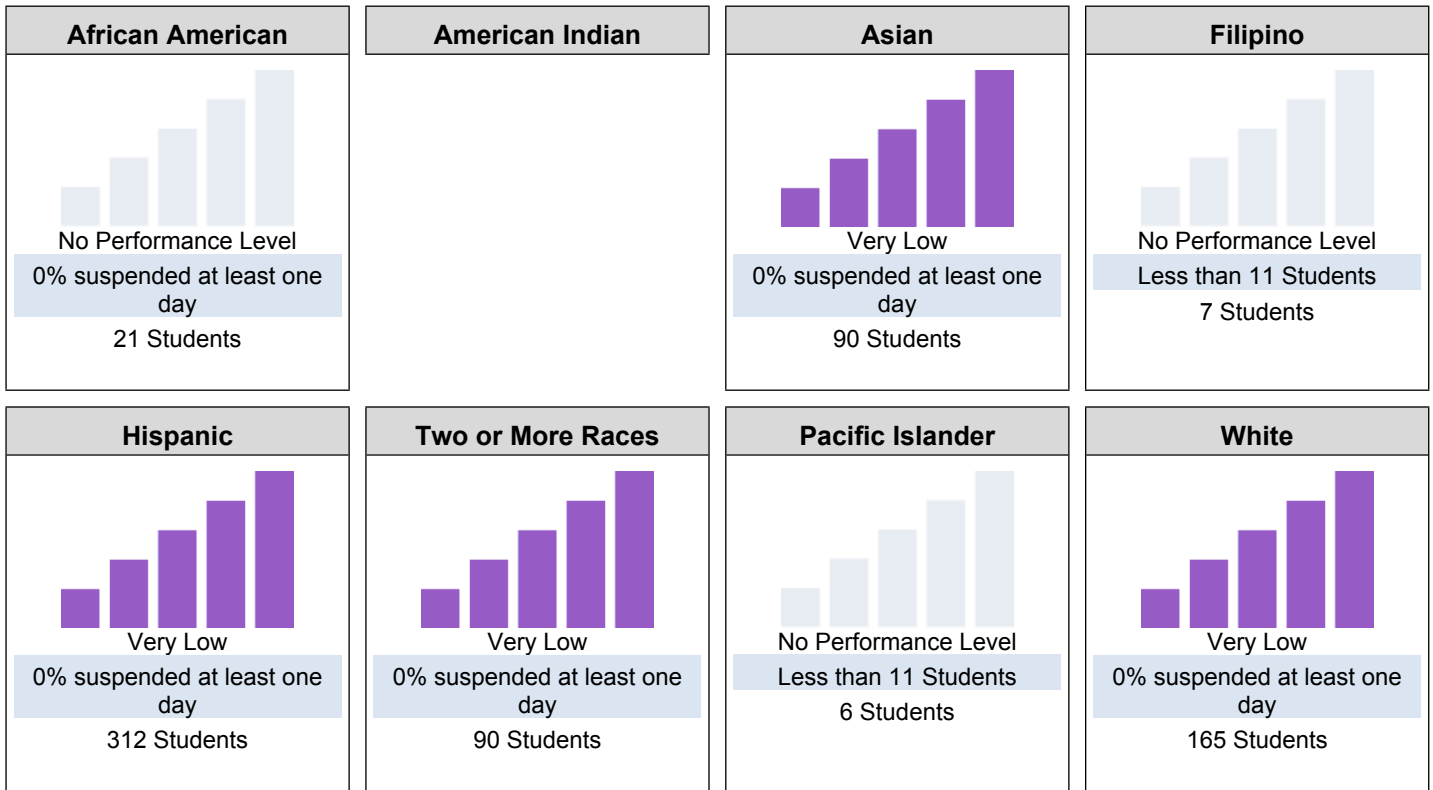 African American
No Performance Level
0% suspended at least one
day
21 Students
American Indian
Asian
Very Low
0% suspended at least one
day
90 Students
Filipino
No Performance Level
Less than 11 Students
7 Students
Hispanic
Very Low
0% suspended at least one
day
312 Students
Two or More Races
Very Low
0% suspended at least one
day
90 Students
Pacific Islander
No Performance Level
Less than 11 Students
6 Students
White
Very Low
0% suspended at least one
day
165 Students